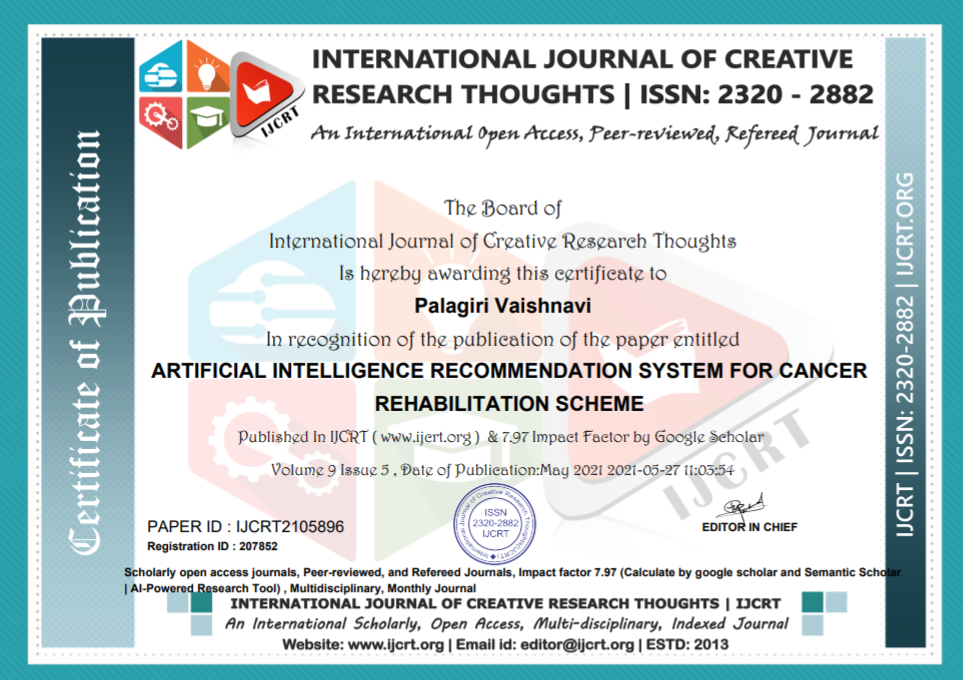 Certificate of Publication
IJCRT
INTERNATIONAL JOURNAL OF CREATIVE
RESEARCH THOUGHTS | ISSN: 2320 - 2882
An International Open Access, Peer-reviewed, Refereed Journal
The Board of
International Journal of Creative Research Thoughts
Is hereby awarding this certificate to
Palagiri Vaishnavi
In recognition of the publication of the paper entitled
ARTIFICIAL INTELLIGENCE RECOMMENDATION SYSTEM FOR CANCER
REHABILITATION SCHEME
Published In IJCRT ( www.ijcrt.org ) & 7.97 Impact Factor by Google Scholar
Volume 9 Issue 5 , Date of Publication:May 2021 2021-05-27 11:03:54
IJCRT
PAPER ID : IJCRT2105896
Registration ID : 207852
International Journal of Creative Research Thoughts (IJCRT)
ISSN
2320-2882
IJCRT
EDITOR IN CHIEF
Scholarly open access journals, Peer-reviewed, and Refereed Journals, Impact factor 7.97 (Calculate by google scholar and Semantic Scholar
| AI-Powered Research Tool) , Multidisciplinary, Monthly Journal
INTERNATIONAL JOURNAL OF CREATIVE RESEARCH THOUGHTS | IJCRT
An International Scholarly, Open Access, Multi-disciplinary, Indexed Journal
Website: www.ijcrt.org | Email id: editor@ijcrt.org | ESTD: 2013
IJCRT | ISSN: 2320-2882 | IJCRT.ORG